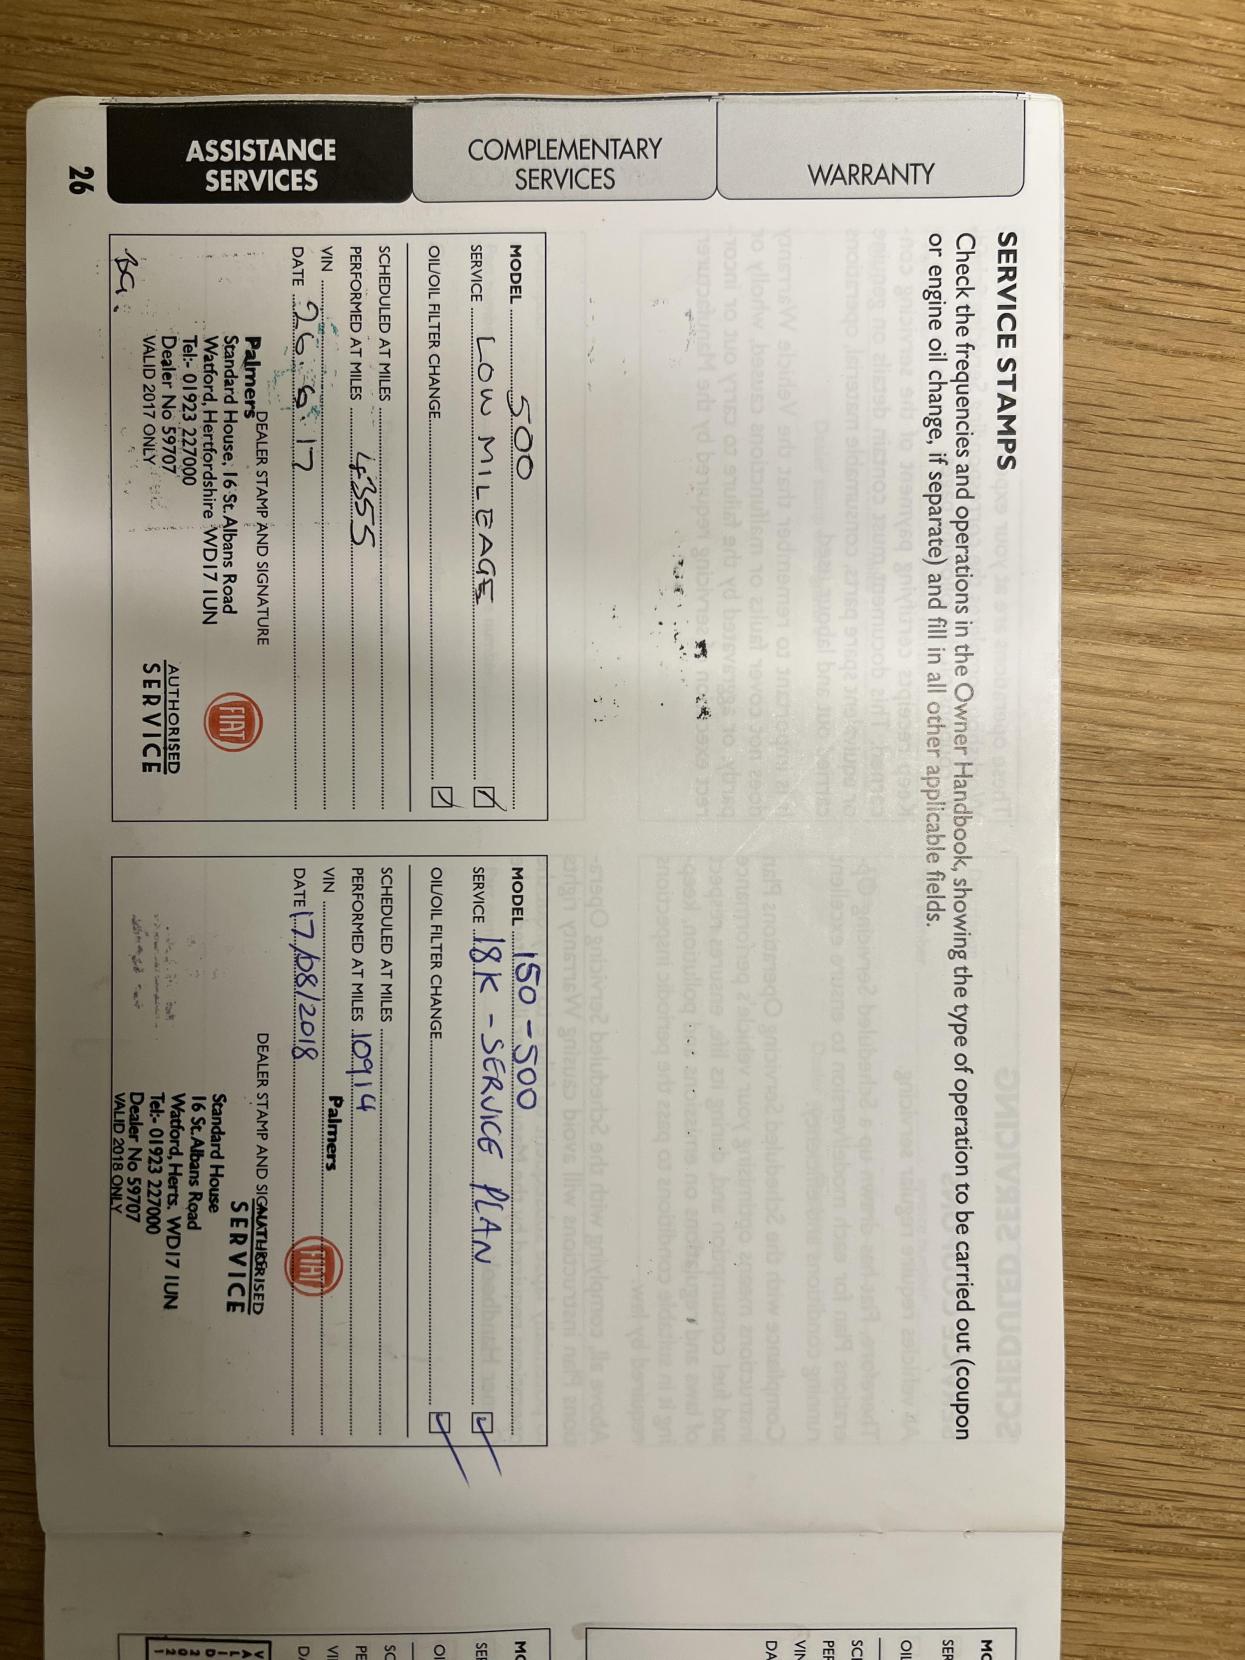 WARRANTY
COMPLEMENTARY
SERVICES
ASSISTANCE
SERVICES
26
SERVICE STAMPS
Check the frequencies and operations in the Owner Handbook, showing the type of operation to be carried out (coupon
or engine oil change, if separate) and fill in all other applicable fields.
MODEL 500
SERVICE LOW MILEAGE
OIL/OIL FILTER CHANGE
SCHEDULED AT MILES
PERFORMED AT MILES 4355
VIN
DATE 26.6.17
DEALER STAMP AND SIGNATURE
Palmers
Standard House, 16 St. Albans Road
Watford, Hertfordshire WD17 1UN
Tel:- 01923 227000
Dealer No 59707
VALID 2017 ONLY
FIAT
AUTHORISED
SERVICE
MODEL 150-500
SERVICE 18K - SERVICE PLAN
OIL/OIL FILTER CHANGE
SCHEDULED AT MILES
PERFORMED AT MILES 10914
VIN
DATE 17/08/2018
Palmers
FIAT
DEALER STAMP AND SIGNATURE
AUTHORISED
SERVICE
Standard House
16 St. Albans Road
Watford, Herts. WD17 1UN
Tel:- 01923 227000
Dealer No 59707
VALID 2018 ONLY